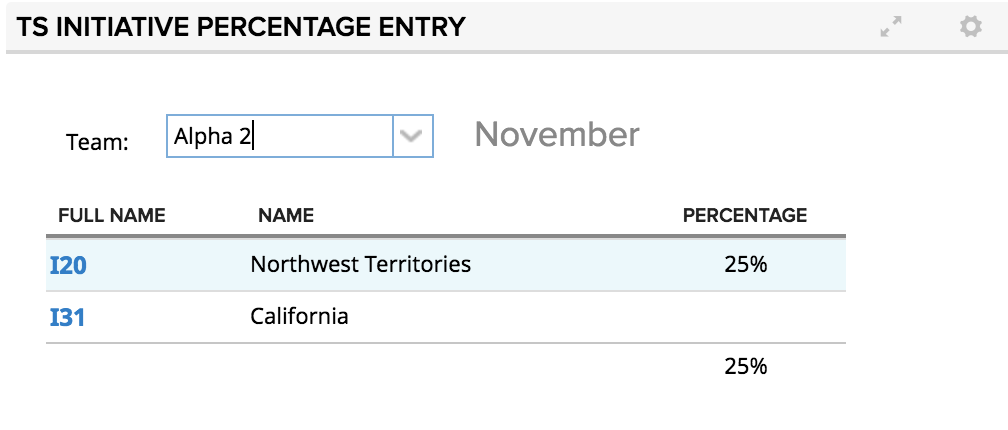 TS INITIATIVE PERCENTAGE ENTRY
Team: Alpha 2 November
FULL NAME NAME PERCENTAGE
I20 Northwest Territories 25%
I31 California
25%